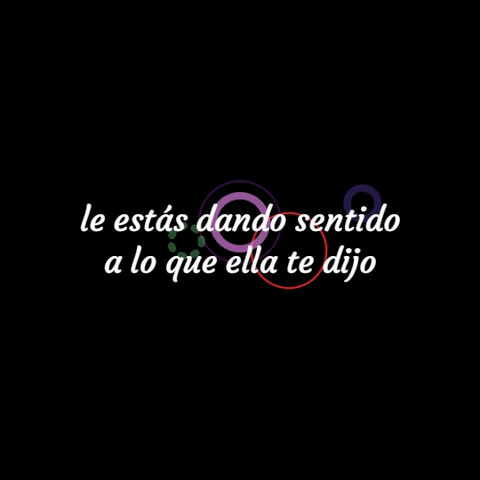 le estás dando sentido
a lo que ella te dijo